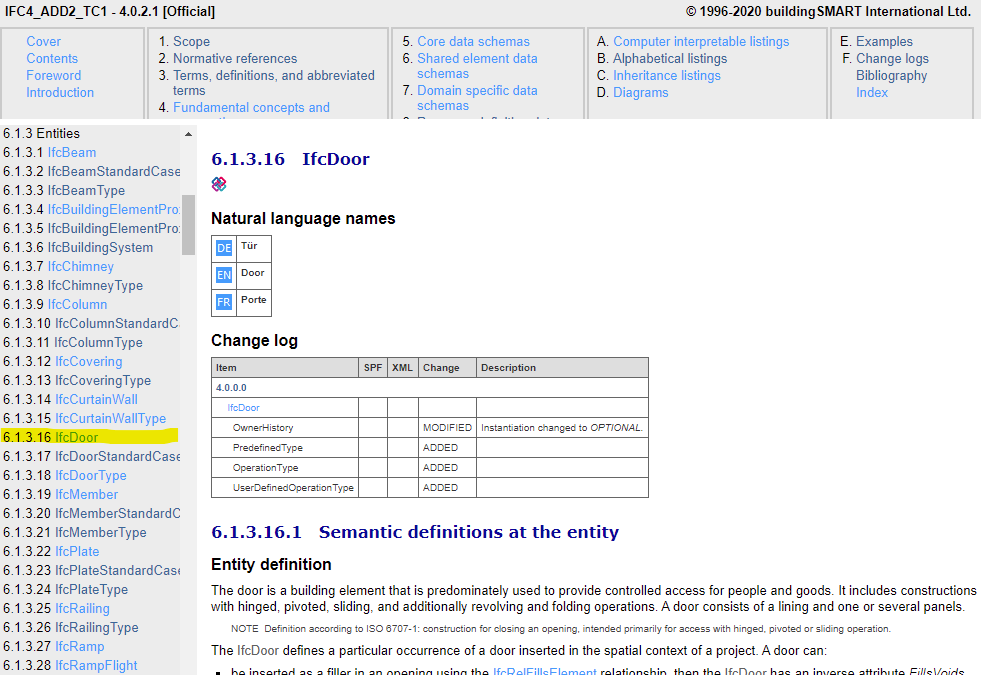 IFC4_ADD2_TC1 - 4.0.2.1 [Official]
© 1996-2020 buildingSMART International Ltd.
Cover
Contents
Foreword
Introduction
1. Scope
2. Normative references
3. Terms, definitions, and abbreviated
terms
4. Fundamental concepts and
5. Core data schemas
6. Shared element data
schemas
7. Domain specific data
schemas
A. Computer interpretable listings
B. Alphabetical listings
C. Inheritance listings
D. Diagrams
E. Examples
F. Change logs
Bibliography
Index
6.1.3 Entities
6.1.3.1 IfcBeam
6.1.3.2 IfcBeamStandardCase
6.1.3.3 IfcBeamType
6.1.3.4 IfcBuildingElementPro
6.1.3.5 IfcBuildingElementPro
6.1.3.6 IfcBuildingSystem
6.1.3.7 IfcChimney
6.1.3.8 IfcChimneyType
6.1.3.9 IfcColumn
6.1.3.10 IfcColumnStandardC
6.1.3.11 IfcColumnType
6.1.3.12 IfcCovering
6.1.3.13 IfcCoveringType
6.1.3.14 IfcCurtainWall
6.1.3.15 IfcCurtainWallType
6.1.3.16 IfcDoor
6.1.3.17 IfcDoorStandardCase
6.1.3.18 IfcDoorType
6.1.3.19 IfcMember
6.1.3.20 IfcMemberStandardC
6.1.3.21 IfcMemberType
6.1.3.22 IfcPlate
6.1.3.23 IfcPlateStandardCase
6.1.3.24 IfcPlateType
6.1.3.25 IfcRailing
6.1.3.26 IfcRailingType
6.1.3.27 IfcRamp
6.1.3.28 IfcRampFlight
6.1.3.16 IfcDoor
Natural language names
DE Tür
EN Door
FR Porte
Change log
Item SPF XML Change Description
4.0.0.0
IfcDoor
OwnerHistory MODIFIED Instantiation changed to OPTIONAL.
PredefinedType ADDED
OperationType ADDED
UserDefinedOperationType ADDED
6.1.3.16.1 Semantic definitions at the entity
Entity definition
The door is a building element that is predominately used to provide controlled access for people and goods. It includes constructions
with hinged, pivoted, sliding, and additionally revolving and folding operations. A door consists of a lining and one or several panels.
NOTE Definition according to ISO 6707-1: construction for closing an opening, intended primarily for access with hinged, pivoted or sliding operation.
The IfcDoor defines a particular occurrence of a door inserted in the spatial context of a project. A door can:
be inserted as a filler in an opening using the IfcRelFillsElement relationship, then the IfcDoor has an inverse attribute FillsVoids